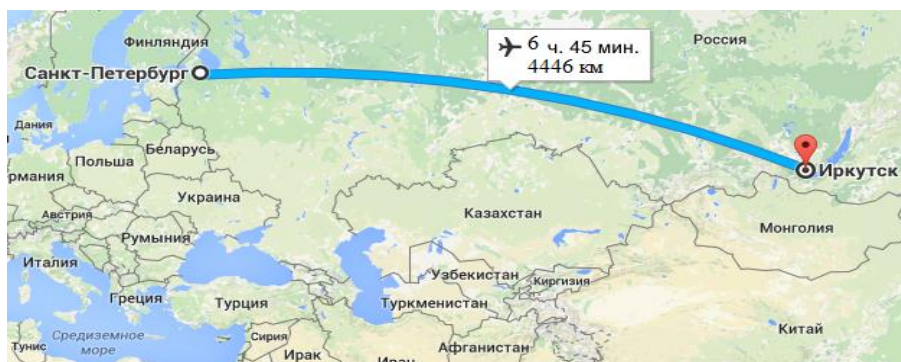 Финляндия
Россия
6 ч. 45 мин.
4446 км
Санкт-Петербург
Дания
Беларусь
Польша
рмания
Иркутск
Украина
Австрия
Казахстан
Монголия
Румыния
Италия
Узбекистан
Киргизия
Греция
Турция
Туркменистан
Средиземное
море
Сирия
Китай
Афганистан
Тунис
Ирак
Иран